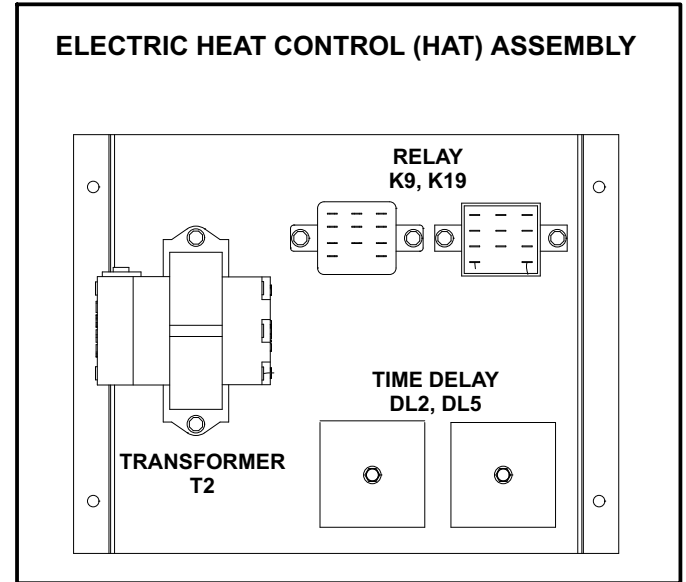 ELECTRIC HEAT CONTROL (HAT) ASSEMBLY
RELAY
K9, K19
TIME DELAY
DL2, DL5
TRANSFORMER
T2